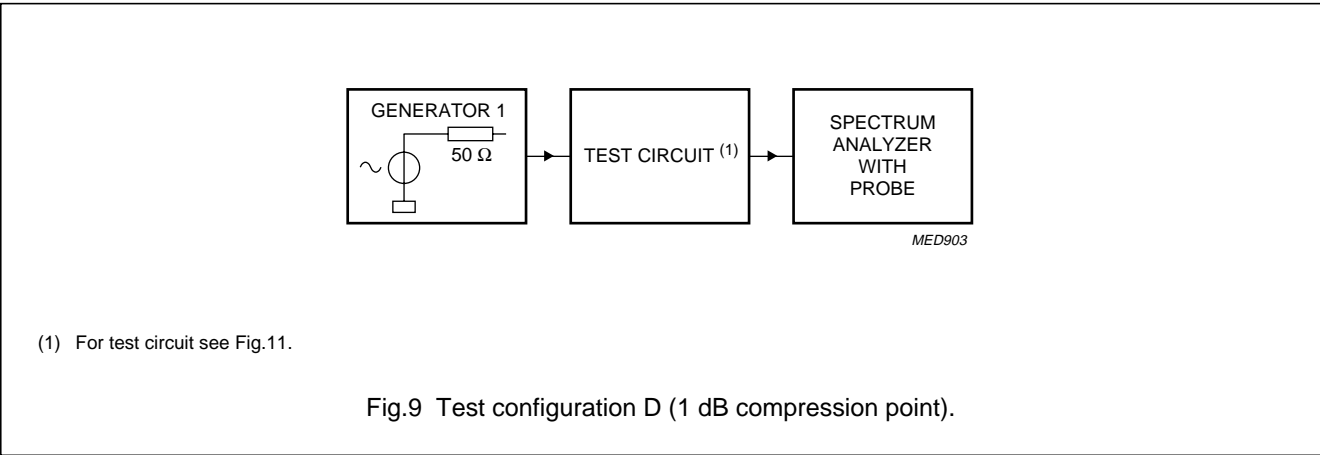 GENERATOR 1
50 Ω
TEST CIRCUIT (1)
SPECTRUM
ANALYZER
WITH
PROBE
MED903
(1) For test circuit see Fig.11.
Fig.9 Test configuration D (1 dB compression point).